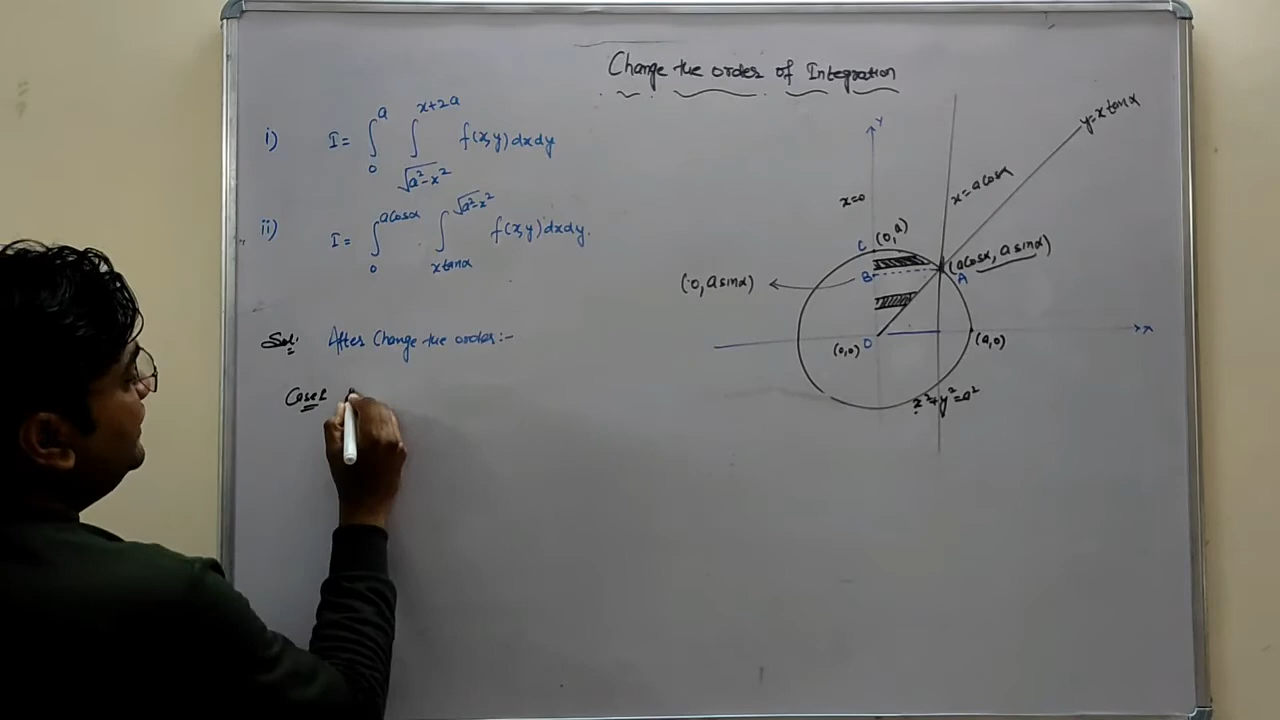 Change the order of Integration
i) I = ∫₀ᵃ ∫_{√a²-x²}^{x+2a} f(x,y) dx dy
ii) I = ∫₀^{a cosα} ∫_{x tanα}^{√a²-x²} f(x,y) dx dy.
Sol: After Change the order:-
Case I
Y
y=x tanα
x=a cosα
x=0
C (0,a)
(a cosα, a sinα)
A
B
(0, a sinα)
(0,0) O
(a,0)
x
x²+y²=a²